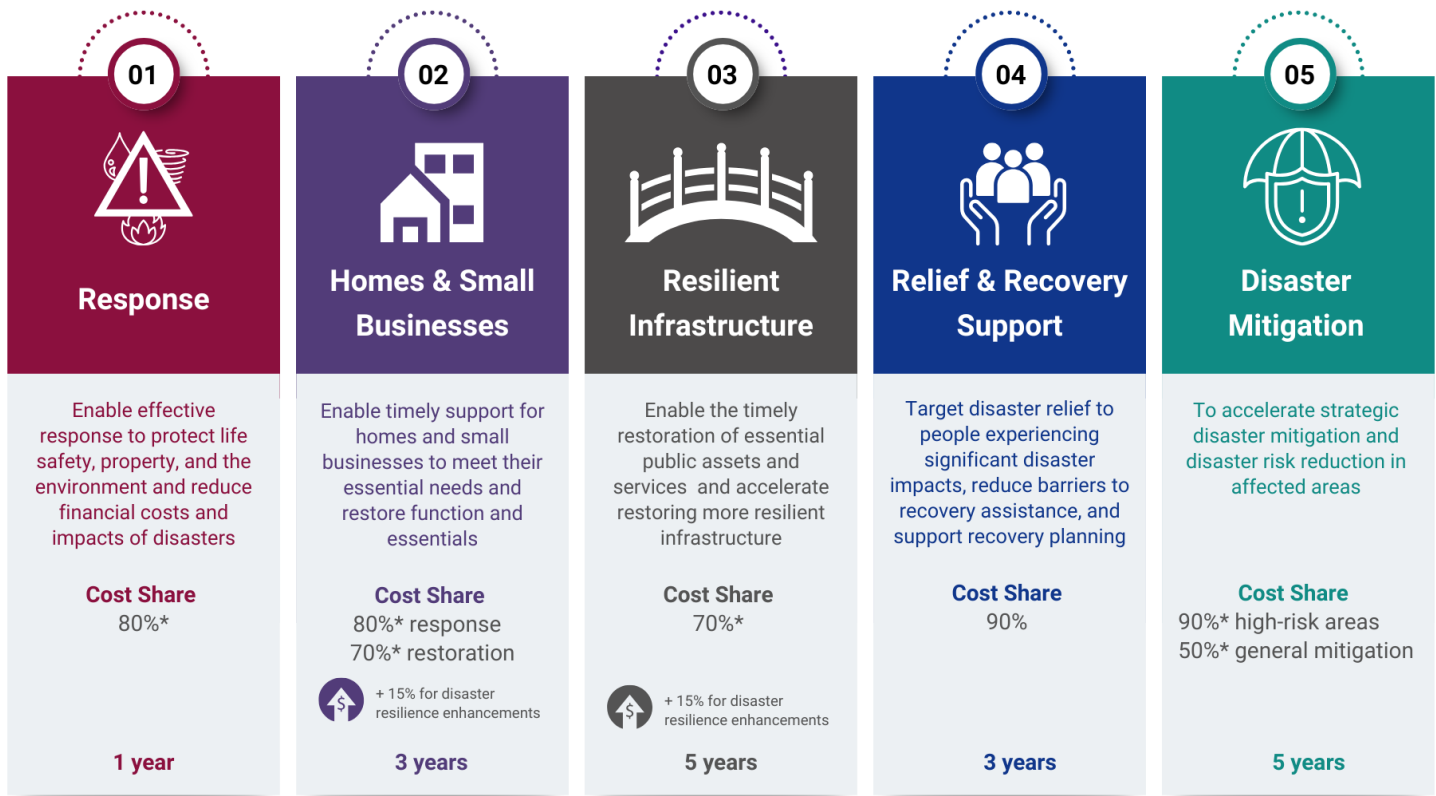 01
Response
Enable effective
response to protect life
safety, property, and the
environment and reduce
financial costs and
impacts of disasters
Cost Share
80%*
1 year
02
Homes & Small
Businesses
Enable timely support for
homes and small
businesses to meet their
essential needs and
restore function and
essentials
Cost Share
80%* response
70%* restoration
$
+ 15% for disaster
resilience enhancements
3 years
03
Resilient
Infrastructure
Enable the timely
restoration of essential
public assets and
services and accelerate
restoring more resilient
infrastructure
Cost Share
70%*
$
+ 15% for disaster
resilience enhancements
5 years
04
Relief & Recovery
Support
Target disaster relief to
people experiencing
significant disaster
impacts, reduce barriers to
recovery assistance, and
support recovery planning
Cost Share
90%
3 years
05
Disaster
Mitigation
To accelerate strategic
disaster mitigation and
disaster risk reduction in
affected areas
Cost Share
90%* high-risk areas
50%* general mitigation
5 years